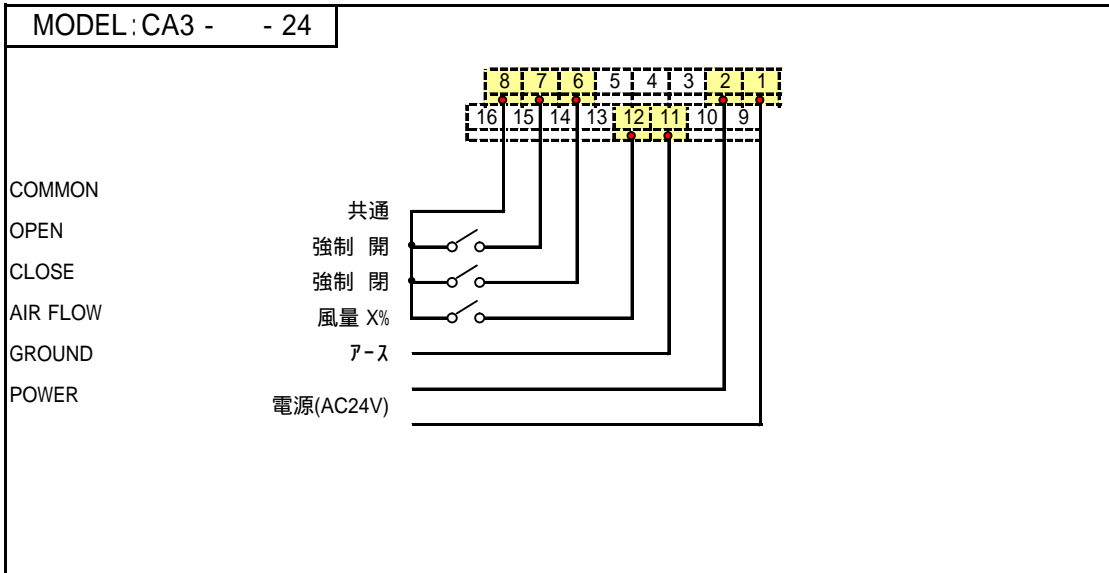 MODEL:CA3 -     - 24
8 7 6 5 4 3 2 1
16 15 14 13 12 11 10 9
COMMON
OPEN
CLOSE
AIR FLOW
GROUND
POWER
共通
強制 開
強制 閉
風量 X%
ｱｰｽ
電源(AC24V)